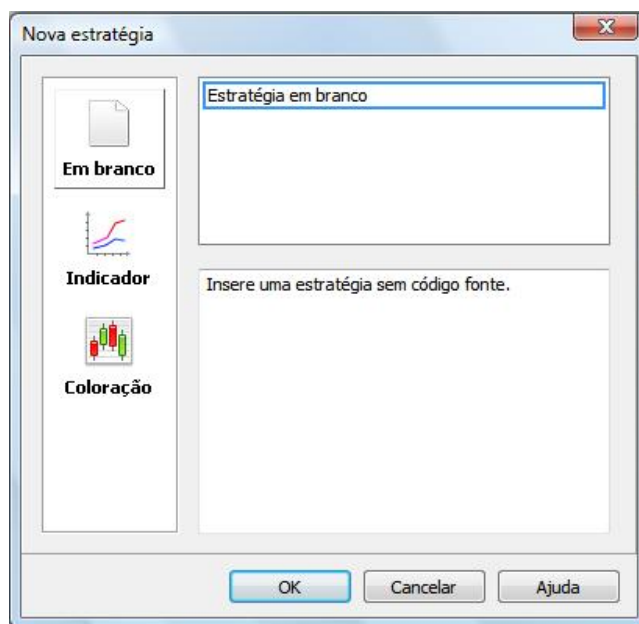 Nova estratégia
Em branco
Indicador
Coloração
Estratégia em branco
Insere uma estratégia sem código fonte.
OK
Cancelar
Ajuda